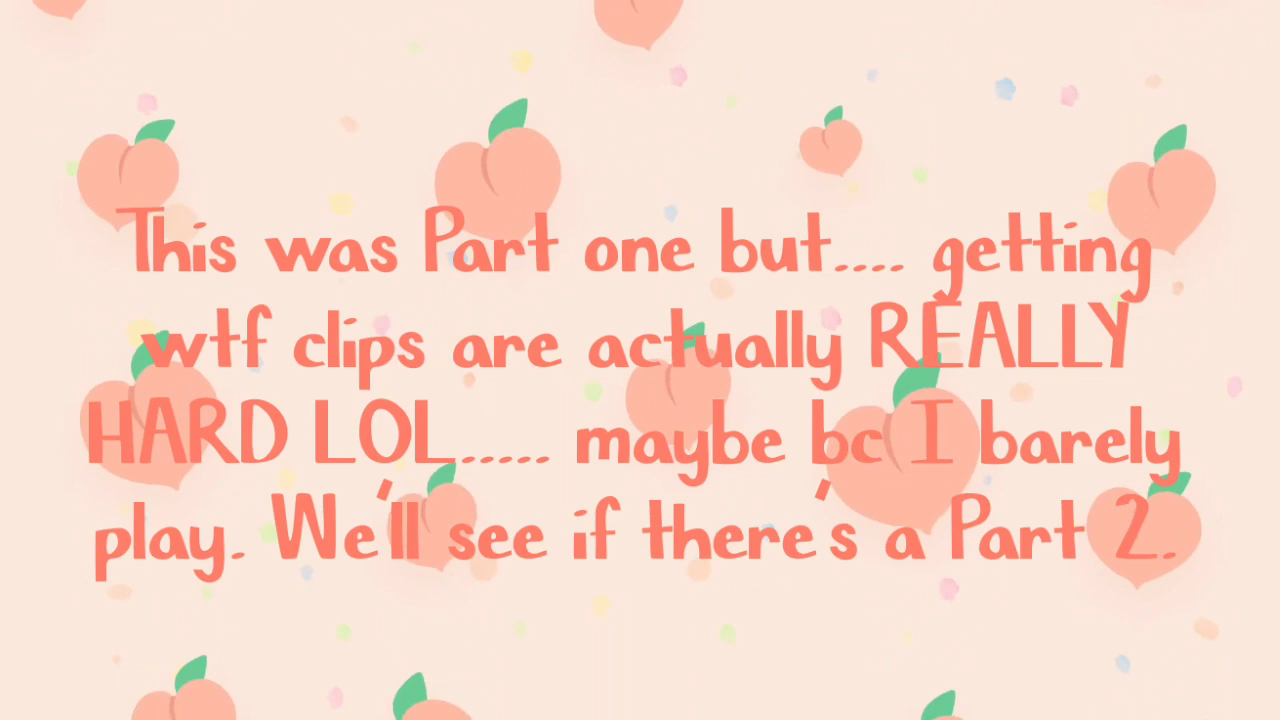 This was Part one but.... getting
wtf clips are actually REALLY
HARD LOL..... maybe bc I barely
play. We'll see if there's a Part 2.